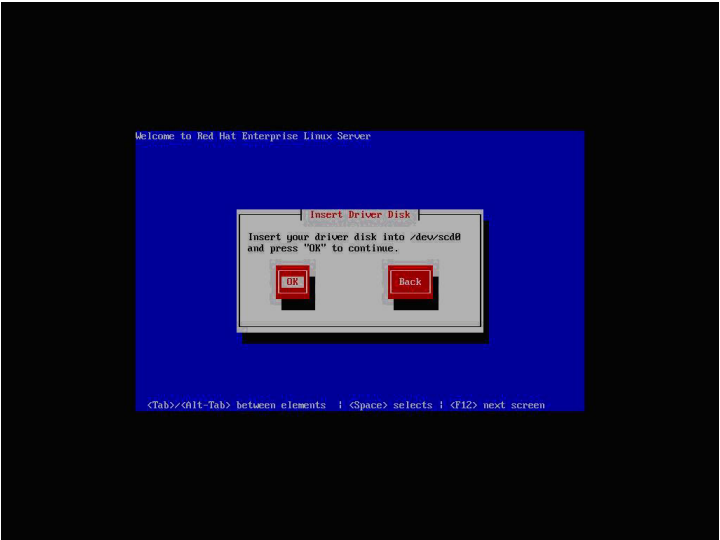 Welcome to Red Hat Enterprise Linux Server
Insert Driver Disk
Insert your driver disk into /dev/scd0
and press "OK" to continue.
OK Back
<Tab>/<Alt-Tab> between elements | <Space> selects | <F12> next screen